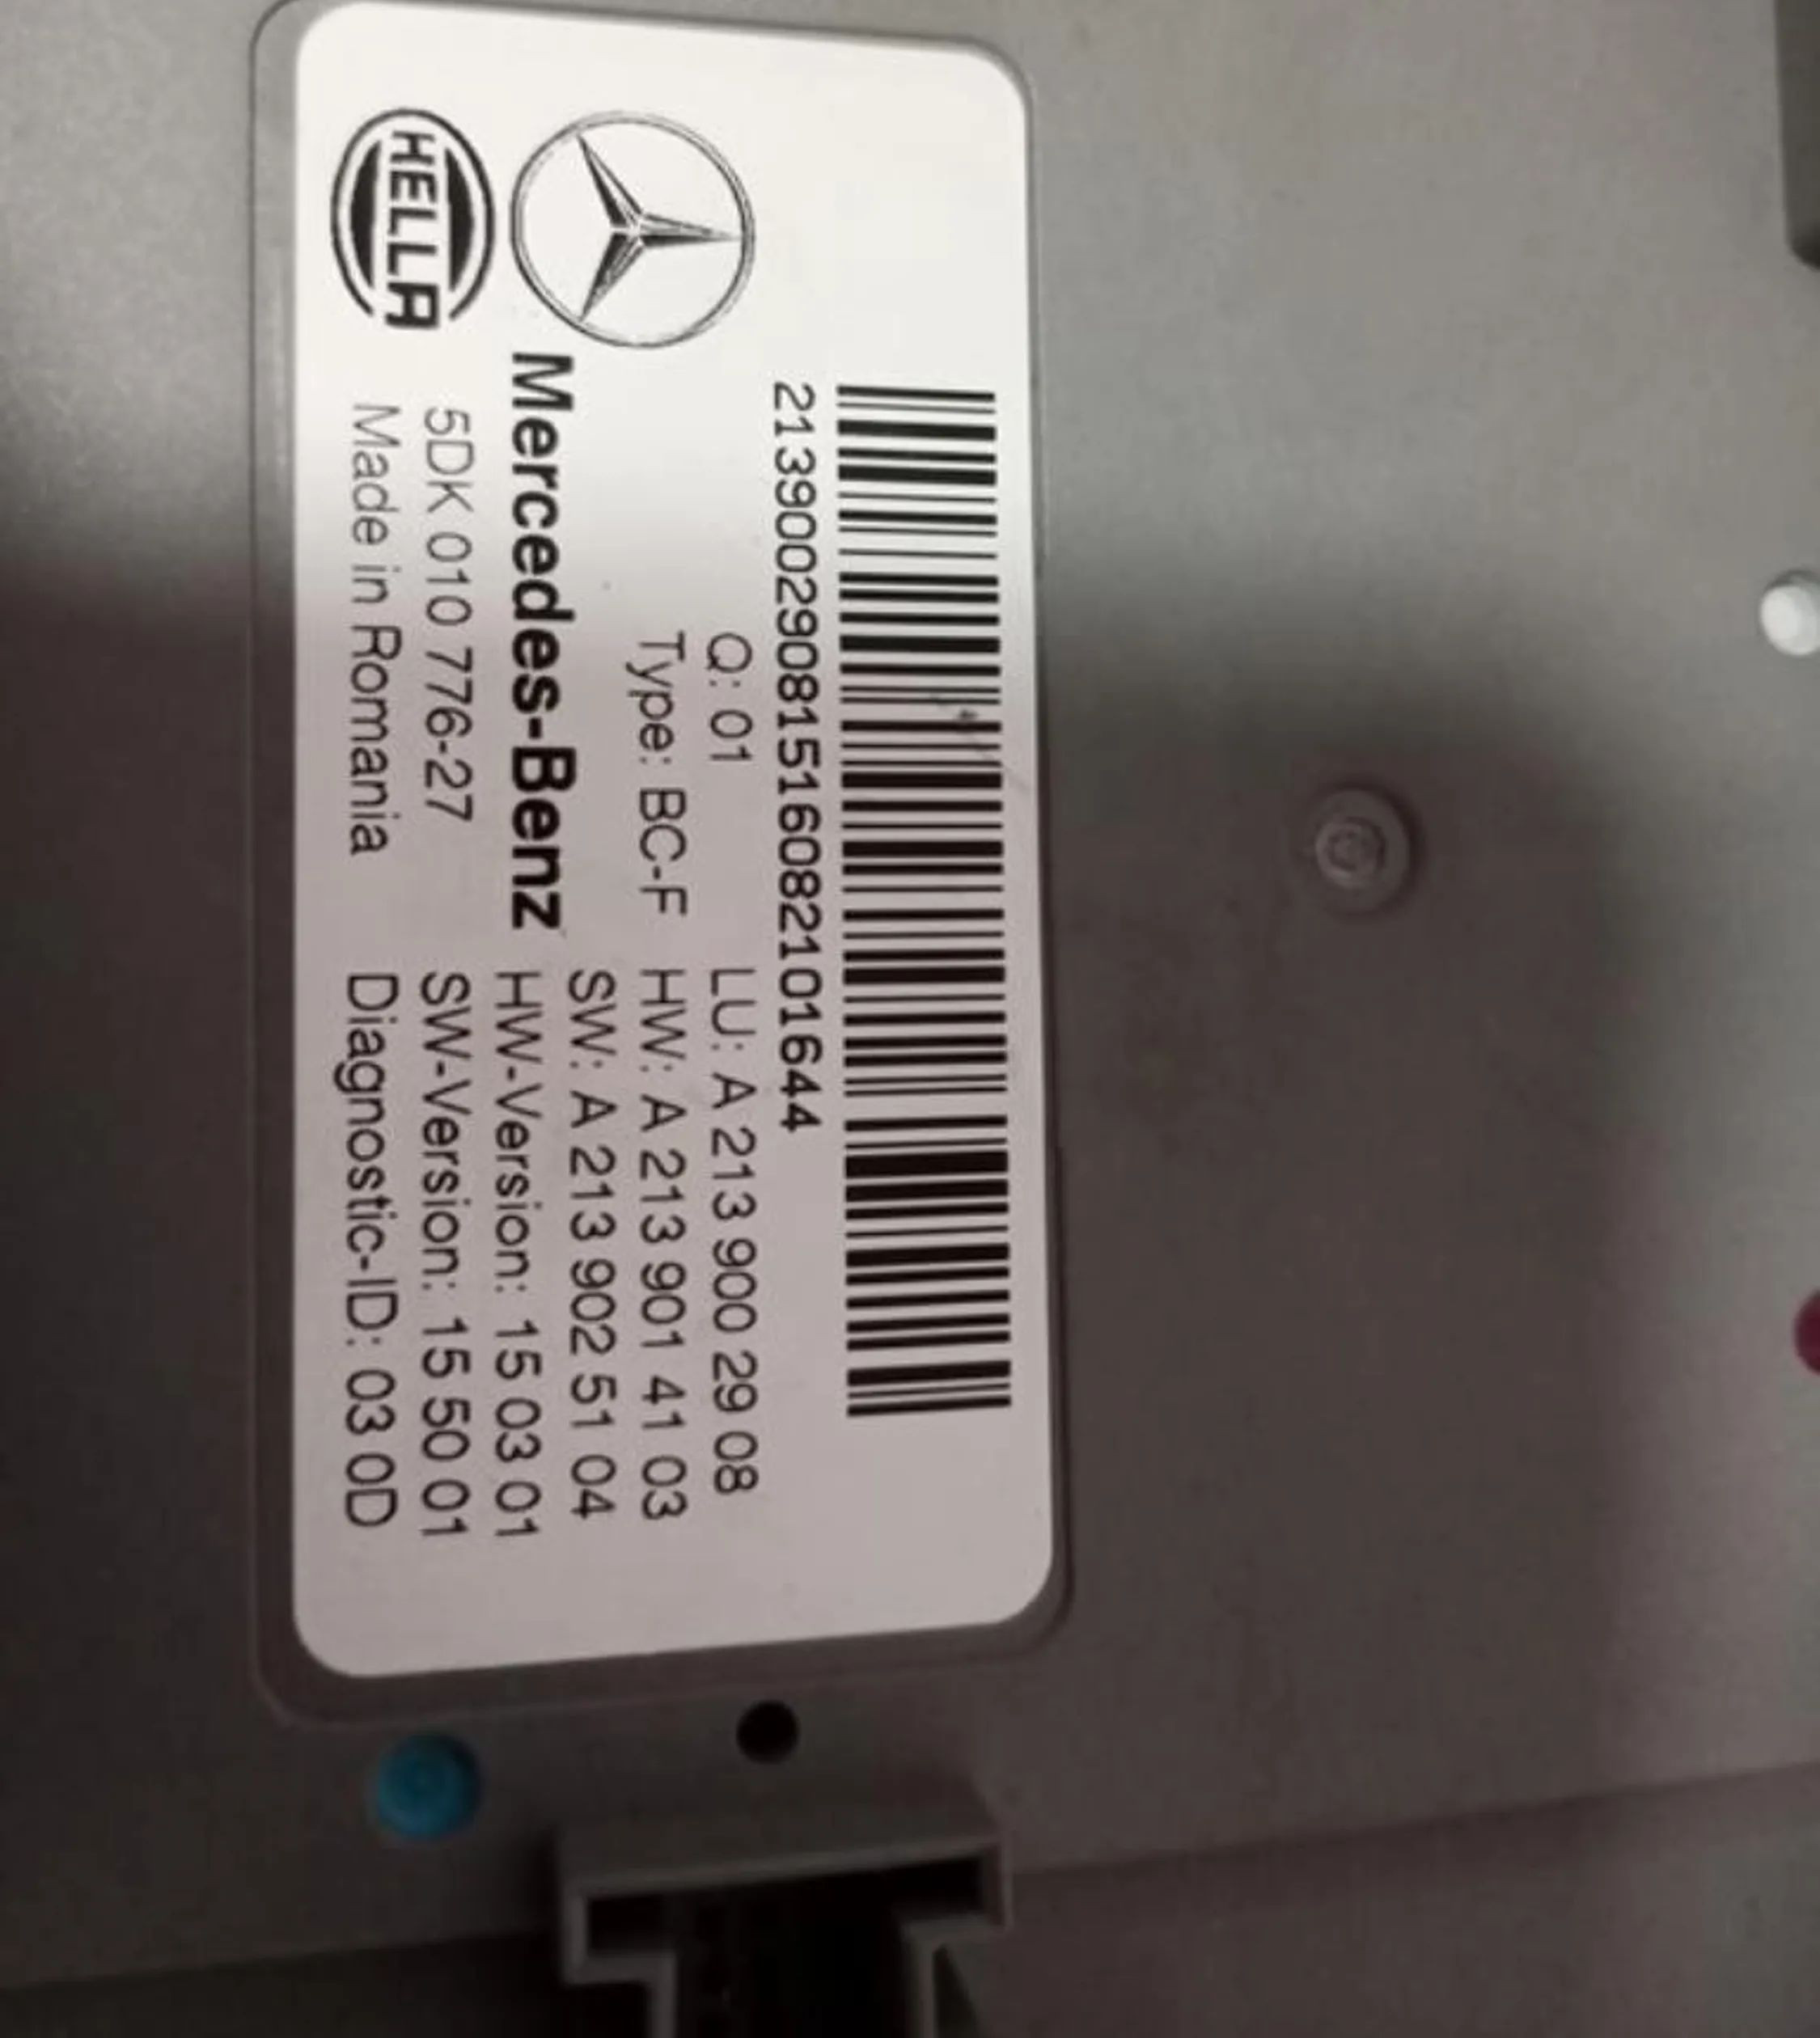 2139002908151608210 1644
Q: 01 LU: A 213 900 29 08
Type: BC-F HW: A 213 901 41 03
SW: A 213 902 51 04
Mercedes-Benz HW-Version: 15 03 01
HELLA 5DK 010 776-27 SW-Version: 15 50 01
Made in Romania Diagnostic-ID: 03 0D